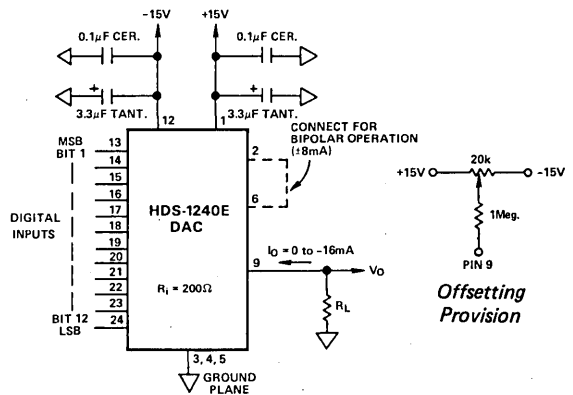 -15V +15V
0.1µF CER. 0.1µF CER.
+ +
3.3µF TANT. 3.3µF TANT.
12 1
CONNECT FOR
BIPOLAR OPERATION
(±8mA)
MSB
BIT 1
13
14
15
16
17
18
19
20
21
22
23
24
DIGITAL
INPUTS
BIT 12
LSB
HDS-1240E
DAC
Ri = 200Ω
2
6
9
IO = 0 to -16mA
VO
RL
3, 4, 5
GROUND
PLANE
20k
+15V -15V
1Meg.
PIN 9
Offsetting
Provision